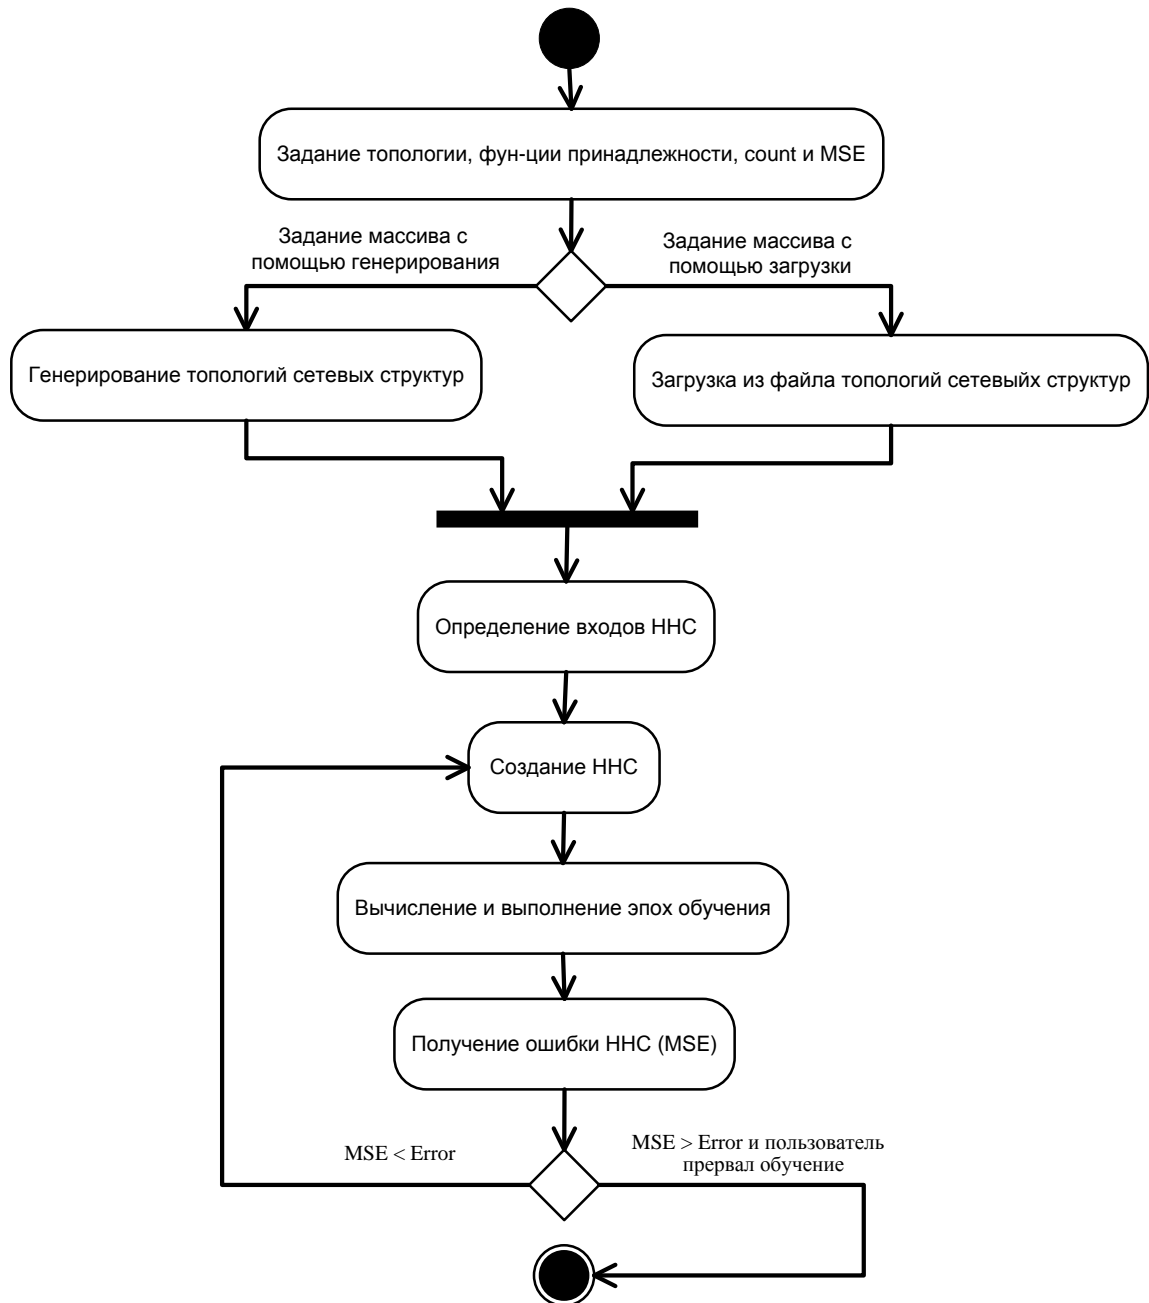 Задание топологии, фун-ции принадлежности, count и MSE
Задание массива с
помощью генерирования
Задание массива с
помощью загрузки
Генерирование топологий сетевых структур
Загрузка из файла топологий сетевыйх структур
Определение входов ННС
Создание ННС
Вычисление и выполнение эпох обучения
Получение ошибки ННС (MSE)
MSE < Error
MSE > Error и пользователь
прервал обучение